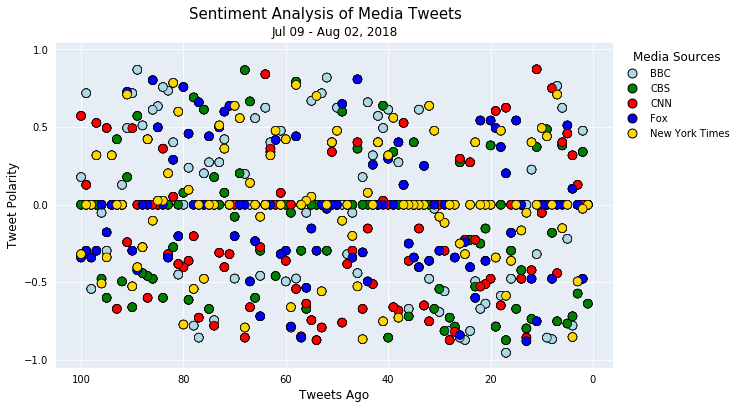 Sentiment Analysis of Media Tweets
Jul 09 - Aug 02, 2018
Media Sources
BBC
CBS
CNN
Fox
New York Times
Tweet Polarity
1.0
0.5
0.0
−0.5
−1.0
100 80 60 40 20 0
Tweets Ago